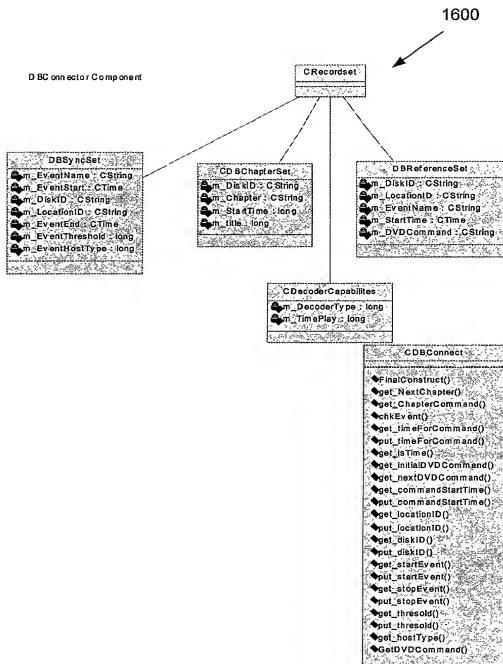 1600
DBConnector Component
CRecordset
DBSyncSet
m_EventName : CString
m_EventStart : CTime
m_DiskID : CString
m_LocationID : CString
m_EventEnd : CTime
m_EventThreshold : long
m_EventHostType : long
CDBChapterSet
m_DiskID : CString
m_Chapter : CString
m_StartTime : long
m_title : long
DBReferenceSet
m_DiskID : CString
m_LocationID : CString
m_EventName : CString
m_StartTime : CTime
m_DVDCommand : CString
CDecoderCapabilites
m_DecoderType : long
m_TimePlay : long
CDBConnect
FinalConstruct()
get_NextChapter()
get_ChapterCommand()
chkEvent()
get_timeForCommand()
put_timeForCommand()
get_isTime()
get_initialDVDCommand()
get_nextDVDCommand()
get_commandStartTime()
put_commandStartTime()
get_locationID()
put_locationID()
get_diskID()
put_diskID()
get_startEvent()
put_startEvent()
get_stopEvent()
put_stopEvent()
get_thresold()
put_thresold()
get_hostType()
GetDVDCommand()